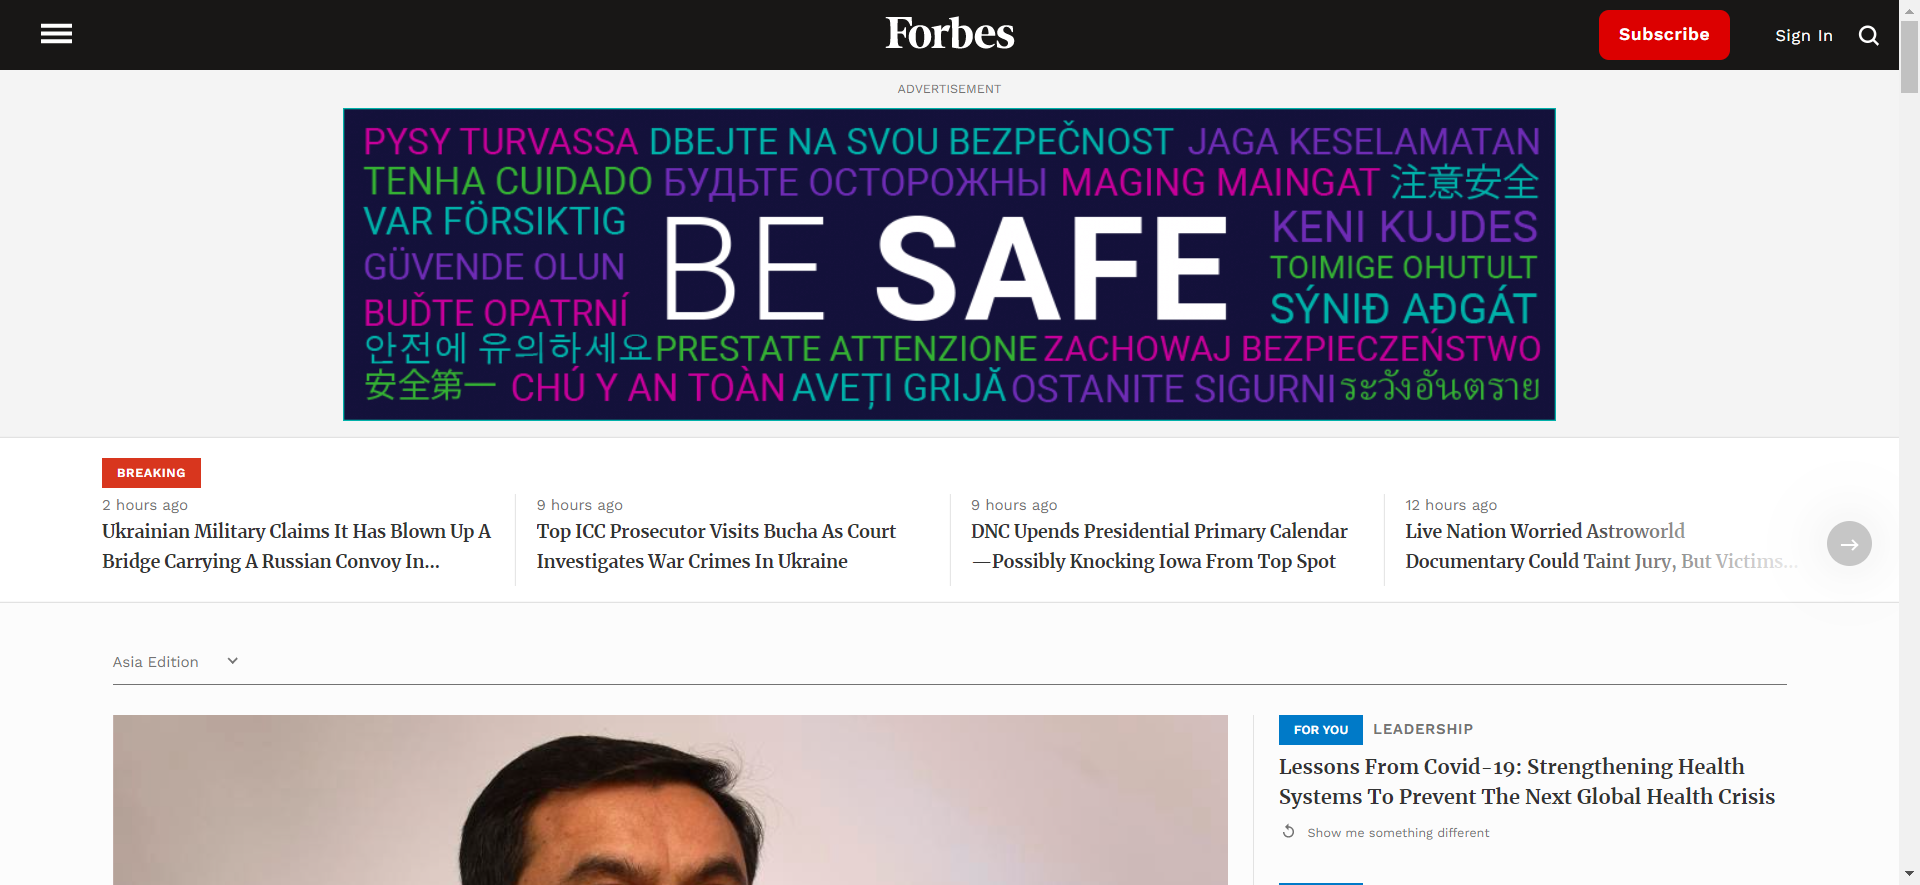 Forbes
Subscribe
Sign In
ADVERTISEMENT
PYSY TURVASSA DBEJTE NA SVOU BEZPEČNOST JAGA KESELAMATAN
TENHA CUIDADO БУДЬТЕ ОСТОРОЖНЫ MAGING MAINGAT 注意安全
VAR FÖRSIKTIG
KENI KUJDES
GÜVENDE OLUN
BE SAFE
TOIMIGE OHUTULT
BUĎTE OPATRNÍ
SÝNIÐ AÐGÁT
안전에 유의하세요 PRESTATE ATTENZIONE ZACHOWAJ BEZPIECZEŃSTWO
安全第一 CHÚ Ý AN TOÀN AVEȚI GRIJĂ OSTANITE SIGURNI ระวังอันตราย
BREAKING
2 hours ago
Ukrainian Military Claims It Has Blown Up A
Bridge Carrying A Russian Convoy In...
9 hours ago
Top ICC Prosecutor Visits Bucha As Court
Investigates War Crimes In Ukraine
9 hours ago
DNC Upends Presidential Primary Calendar
—Possibly Knocking Iowa From Top Spot
12 hours ago
Live Nation Worried Astroworld
Documentary Could Taint Jury, But Victims...
Asia Edition
FOR YOU LEADERSHIP
Lessons From Covid-19: Strengthening Health
Systems To Prevent The Next Global Health Crisis
Show me something different